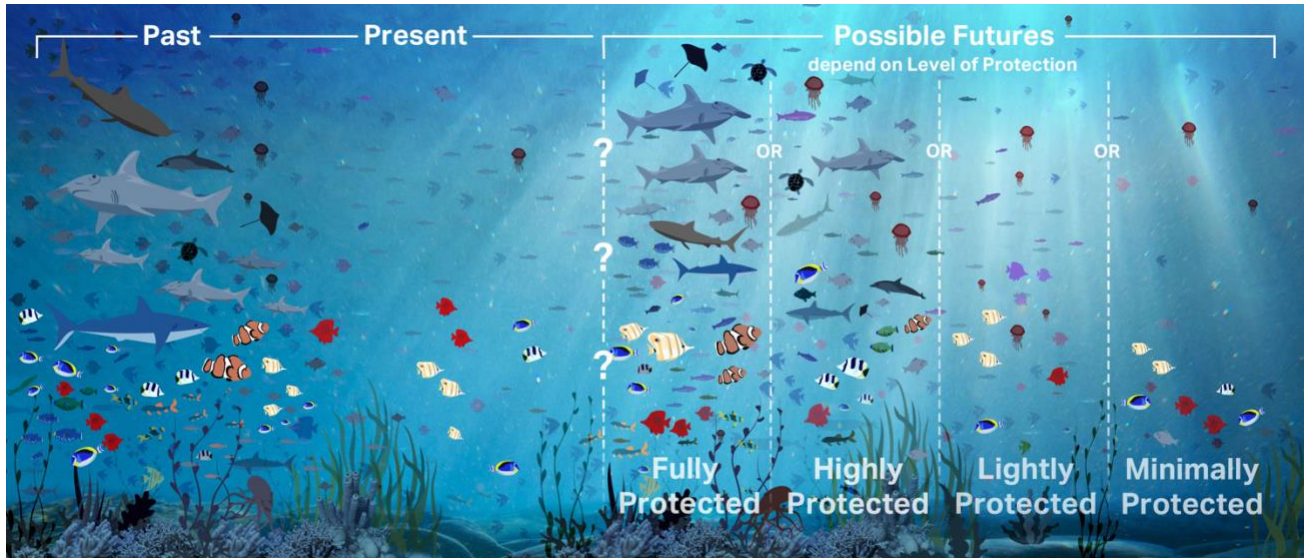 Past
Present
Possible Futures
depend on Level of Protection
?
OR
OR
OR
?
?
Fully
Protected
Highly
Protected
Lightly
Protected
Minimally
Protected